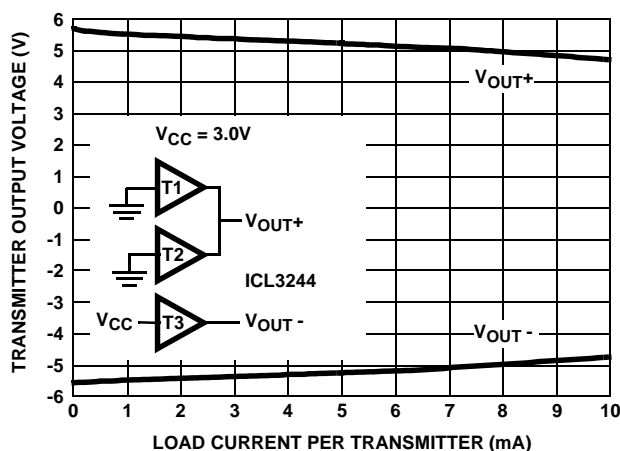 TRANSMITTER OUTPUT VOLTAGE (V)
6
5
4
3
2
1
0
-1
-2
-3
-4
-5
-6
VOUT+
VCC = 3.0V
T1
VOUT+
T2
ICL3244
VCC
T3
VOUT -
VOUT -
0 1 2 3 4 5 6 7 8 9 10
LOAD CURRENT PER TRANSMITTER (mA)